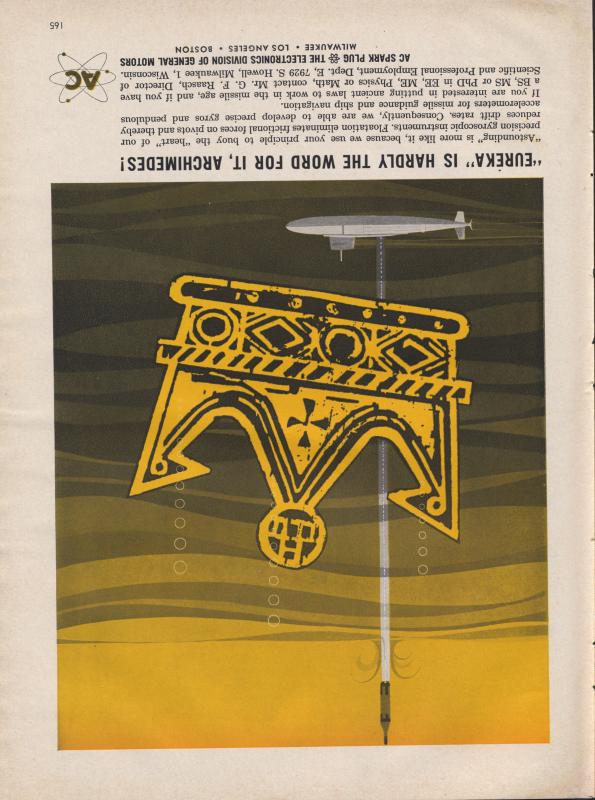 "EUREKA" IS HARDLY THE WORD FOR IT, ARCHIMEDES!
"Astounding" is more like it, because we use your principle to buoy the "heart" of our
precision gyroscopic instruments. Floatation eliminates frictional forces on pivots and thereby
reduces drift rates. Consequently, we are able to develop precise gyros and pendulous
accelerometers for missile guidance and ship navigation.
If you are interested in putting ancient laws to work in the missile age, and if you have
a BS, MS or PhD in EE, ME, Physics or Math, contact Mr. G. F. Raasch, Director of
Scientific and Professional Employment, Dept. E, 7929 S. Howell, Milwaukee 1, Wisconsin.
AC SPARK PLUG THE ELECTRONICS DIVISION OF GENERAL MOTORS
MILWAUKEE • LOS ANGELES • BOSTON
AC
165